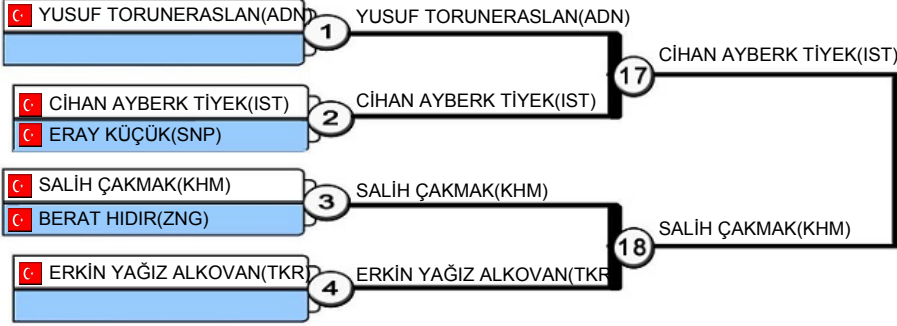 YUSUF TORUNERASLAN(ADN)
1
YUSUF TORUNERASLAN(ADN)
CİHAN AYBERK TİYEK(IST)
17
CİHAN AYBERK TİYEK(IST)
2
CİHAN AYBERK TİYEK(IST)
ERAY KÜÇÜK(SNP)
SALİH ÇAKMAK(KHM)
3
SALİH ÇAKMAK(KHM)
BERAT HIDIR(ZNG)
SALİH ÇAKMAK(KHM)
18
ERKİN YAĞIZ ALKOVAN(TKR)
4
ERKİN YAĞIZ ALKOVAN(TKR